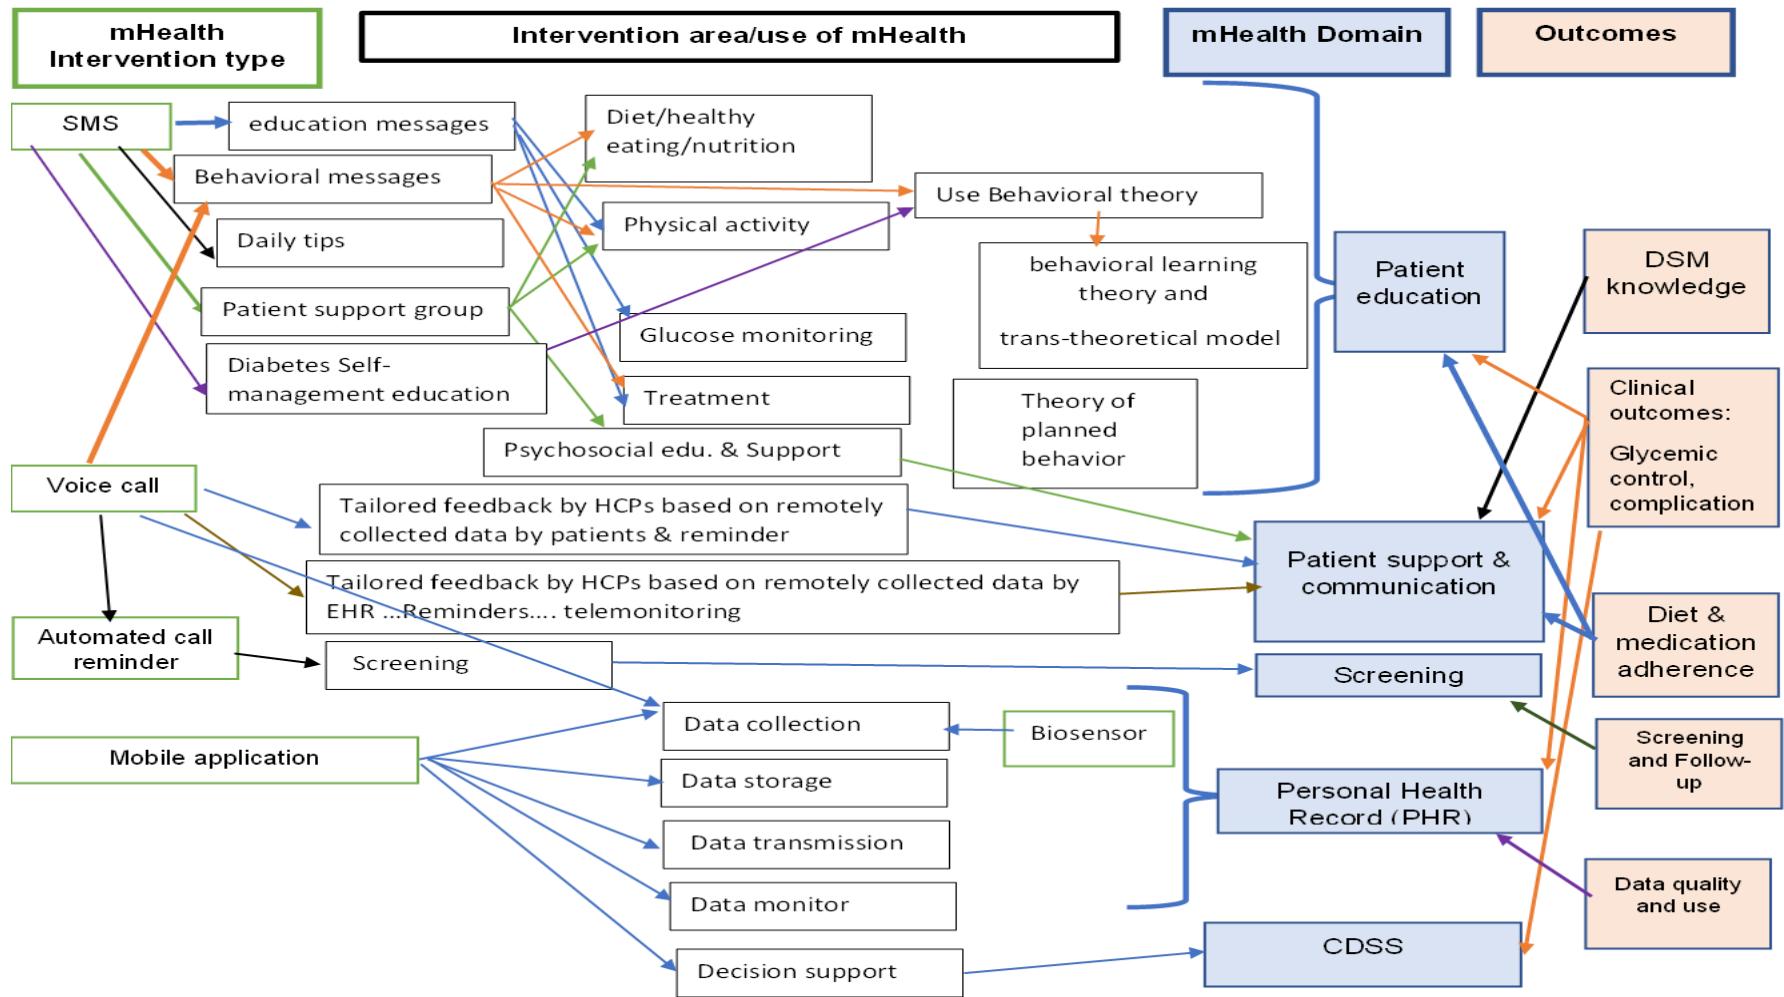 mHealth
Intervention type
Intervention area/use of mHealth
mHealth Domain
Outcomes
SMS
education messages
Behavioral messages
Daily tips
Patient support group
Diabetes Self-
management education
Diet/healthy
eating/nutrition
Physical activity
Glucose monitoring
Treatment
Psychosocial edu. & Support
Use Behavioral theory
behavioral learning
theory and
trans-theoretical model
Theory of
planned
behavior
Patient
education
DSM
knowledge
Clinical
outcomes:
Glycemic
control,
complication
Voice call
Tailored feedback by HCPs based on remotely
collected data by patients & reminder
Tailored feedback by HCPs based on remotely collected data by
EHR ...Reminders.... telemonitoring
Patient support &
communication
Automated call
reminder
Screening
Screening
Diet &
medication
adherence
Mobile application
Data collection
Biosensor
Data storage
Data transmission
Data monitor
Decision support
Personal Health
Record (PHR)
CDSS
Screening
and Follow-
up
Data quality
and use